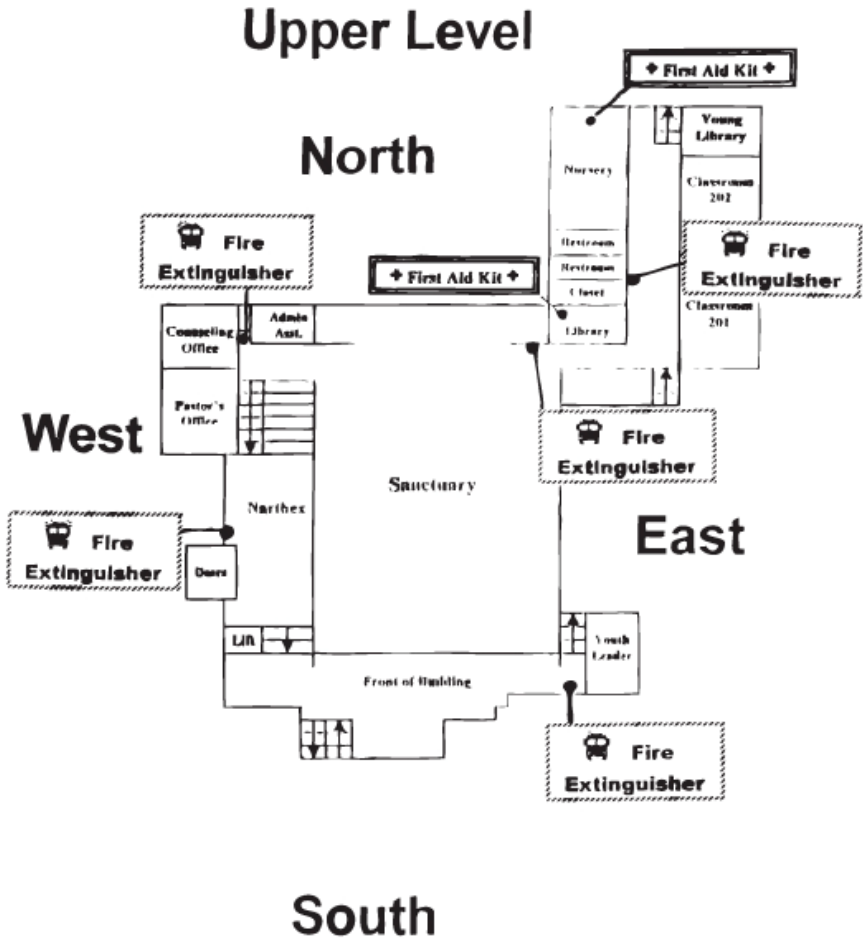 Upper Level
First Aid Kit
North
Young
Library
Nursery
Classroom
202
Fire
Extinguisher
Restroom
Restroom
Closet
Library
Fire
Extinguisher
First Aid Kit
Classroom
201
Counseling
Office
Admin
Asst.
Pastor's
Office
West
Fire
Extinguisher
Sanctuary
Narthex
East
Fire
Extinguisher
Doors
Lift
Youth
Leader
Front of Building
Fire
Extinguisher
South